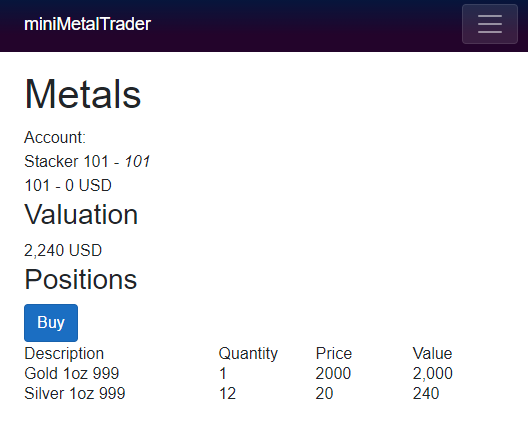 miniMetalTrader
Metals
Account:
Stacker 101 - 101
101 - 0 USD
Valuation
2,240 USD
Positions
Buy
Description Quantity Price Value
Gold 1oz 999 1 2000 2,000
Silver 1oz 999 12 20 240